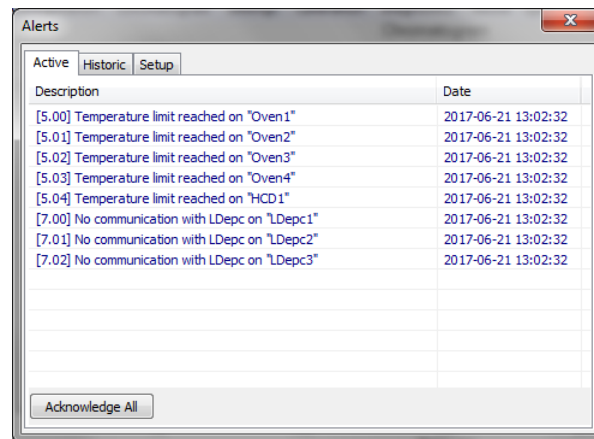 Alerts
Active Historic Setup
Description Date
[5.00] Temperature limit reached on "Oven1" 2017-06-21 13:02:32
[5.01] Temperature limit reached on "Oven2" 2017-06-21 13:02:32
[5.02] Temperature limit reached on "Oven3" 2017-06-21 13:02:32
[5.03] Temperature limit reached on "Oven4" 2017-06-21 13:02:32
[5.04] Temperature limit reached on "HCD1" 2017-06-21 13:02:32
[7.00] No communication with LDepc on "LDepc1" 2017-06-21 13:02:32
[7.01] No communication with LDepc on "LDepc2" 2017-06-21 13:02:32
[7.02] No communication with LDepc on "LDepc3" 2017-06-21 13:02:32
Acknowledge All